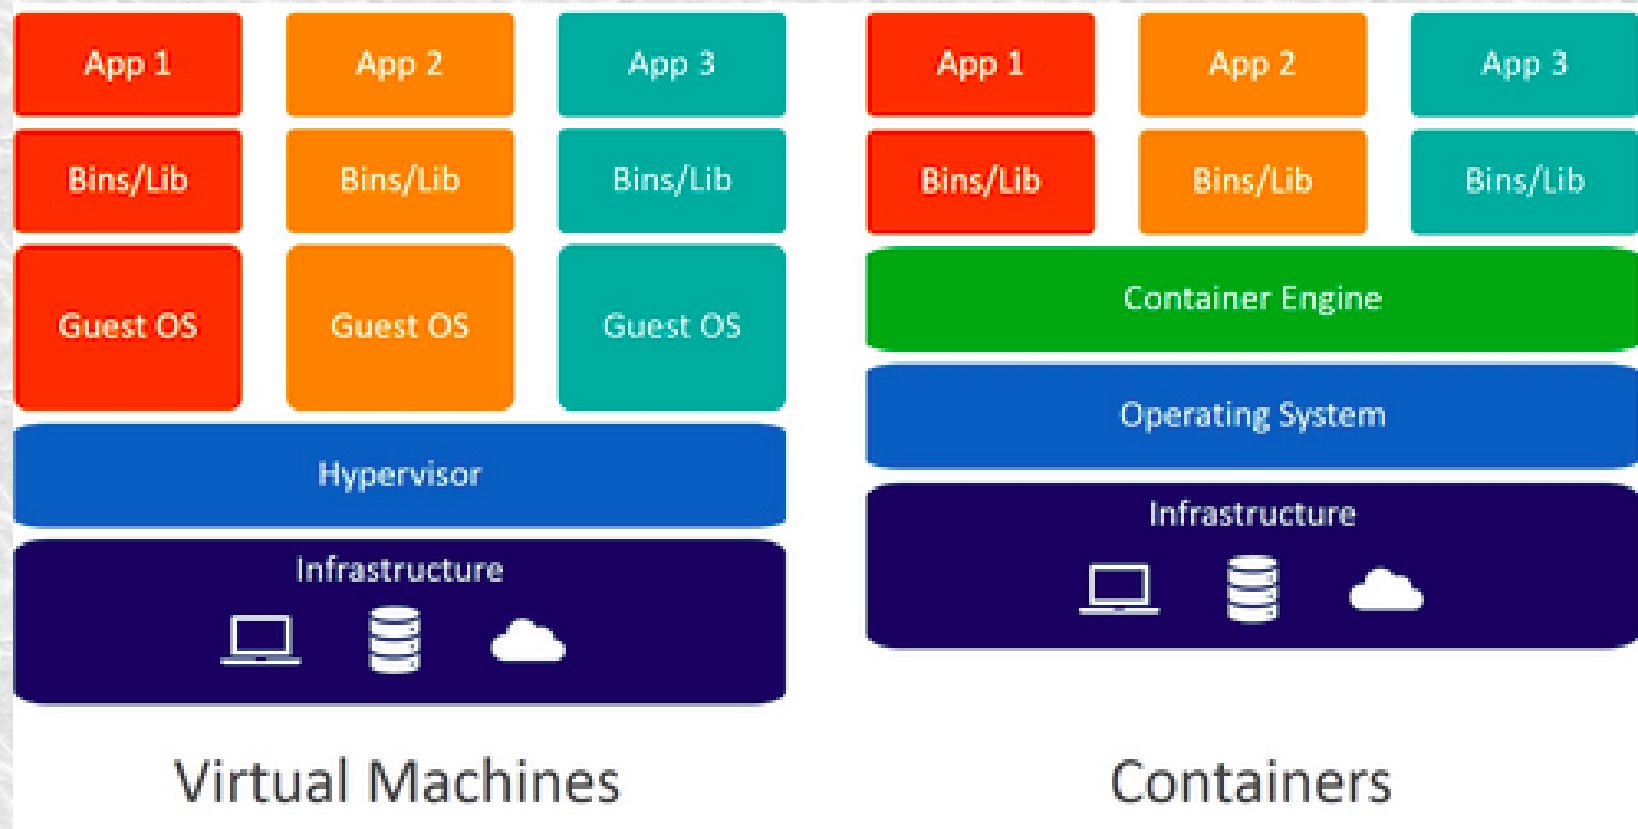 App 1
App 2
App 3
Bins/Lib
Bins/Lib
Bins/Lib
Guest OS
Guest OS
Guest OS
Hypervisor
Infrastructure
Virtual Machines
App 1
App 2
App 3
Bins/Lib
Bins/Lib
Bins/Lib
Container Engine
Operating System
Infrastructure
Containers